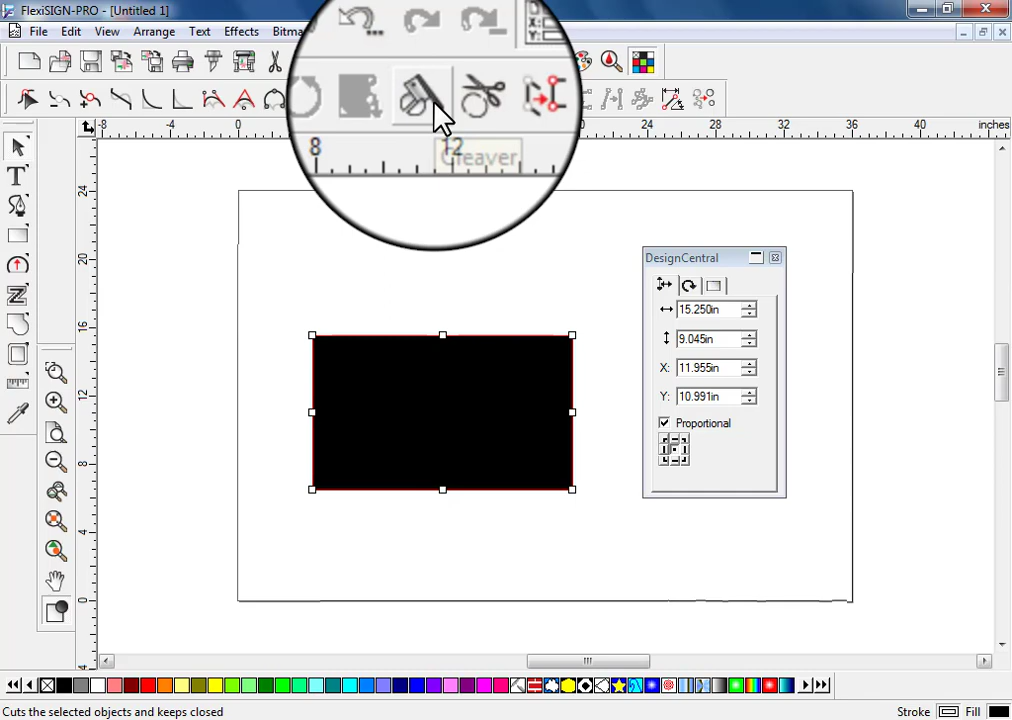 FlexiSIGN-PRO - [Untitled 1]
File Edit View Arrange Text Effects Bitma
X:
Y:
8 12
Cleaver
-8 -4 0 24 28 32 36 inches
24
20
16
12
8
4
0
4
DesignCentral
15.250in
9.045in
X: 11.955in
Y: 10.991in
Proportional
Cuts the selected objects and keeps closed
Stroke Fill